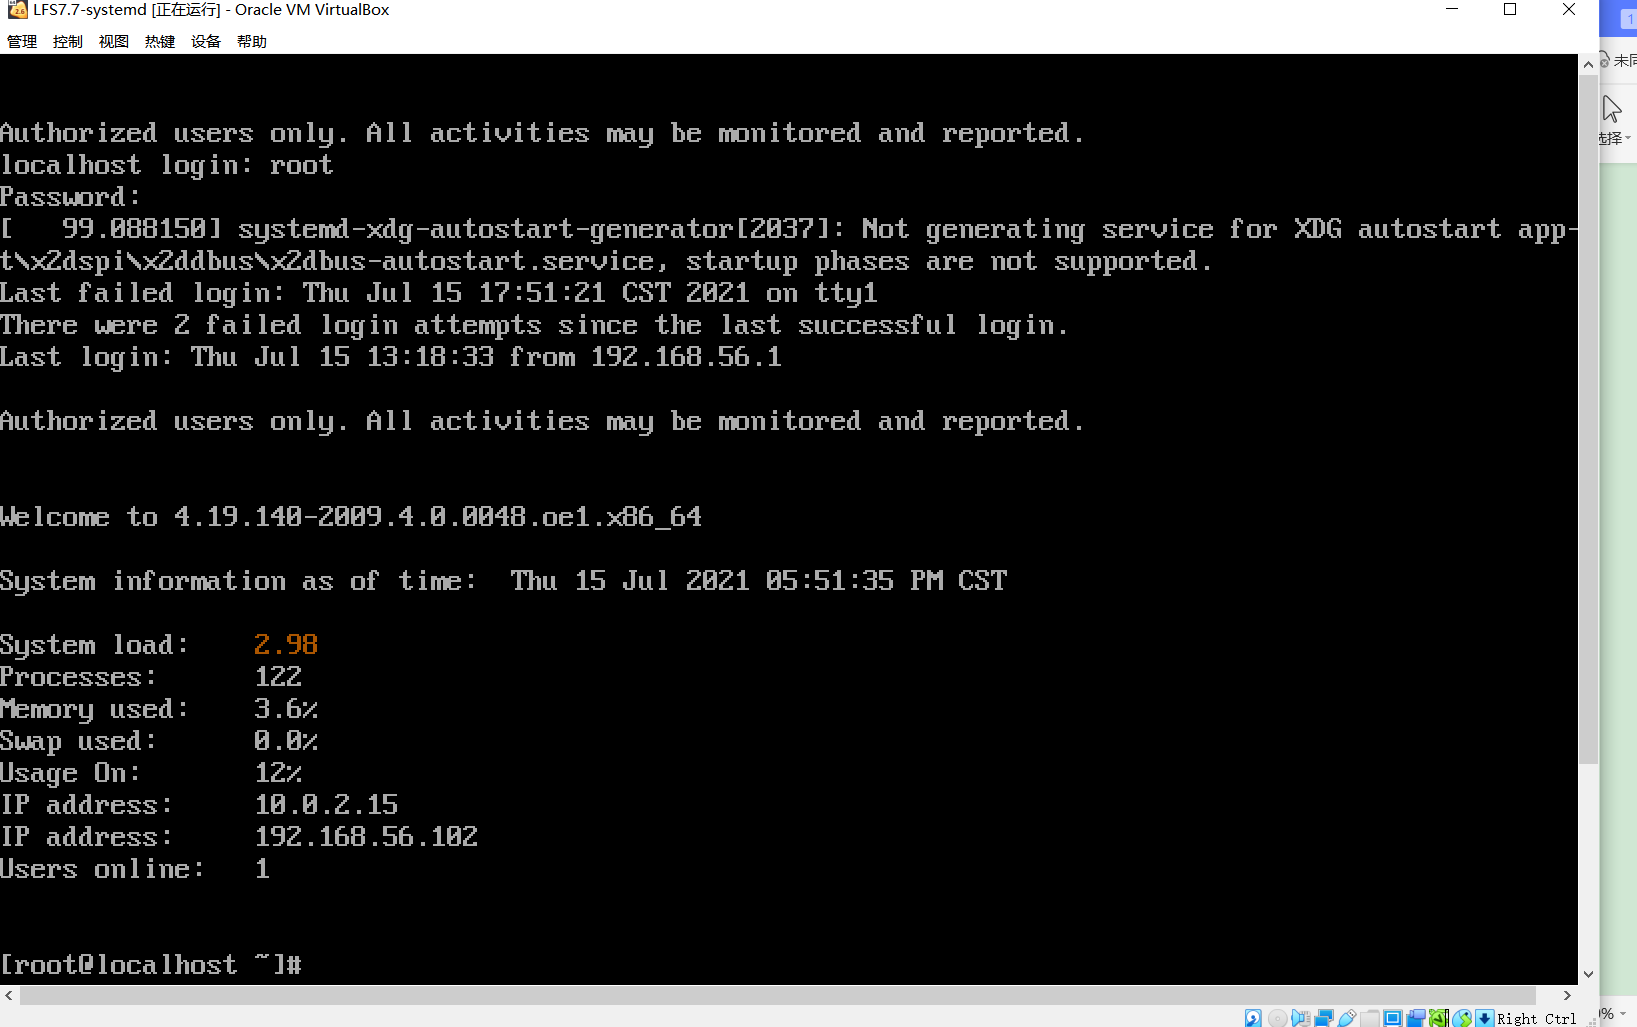 LFS7.7-systemd [正在运行] - Oracle VM VirtualBox
管理 控制 视图 热键 设备 帮助
Authorized users only. All activities may be monitored and reported.
localhost login: root
Password:
[   99.088150] systemd-xdg-autostart-generator[2037]: Not generating service for XDG autostart app-
t\x2dspi\x2ddbus\x2dbus-autostart.service, startup phases are not supported.
Last failed login: Thu Jul 15 17:51:21 CST 2021 on tty1
There were 2 failed login attempts since the last successful login.
Last login: Thu Jul 15 13:18:33 from 192.168.56.1
Authorized users only. All activities may be monitored and reported.
Welcome to 4.19.140-2009.4.0.0048.oe1.x86_64
System information as of time:  Thu 15 Jul 2021 05:51:35 PM CST
System load:    2.98
Processes:      122
Memory used:    3.6%
Swap used:      0.0%
Usage On:       12%
IP address:     10.0.2.15
IP address:     192.168.56.102
Users online:   1
[root@localhost ~]#
Right Ctrl
1
未同
选择
%